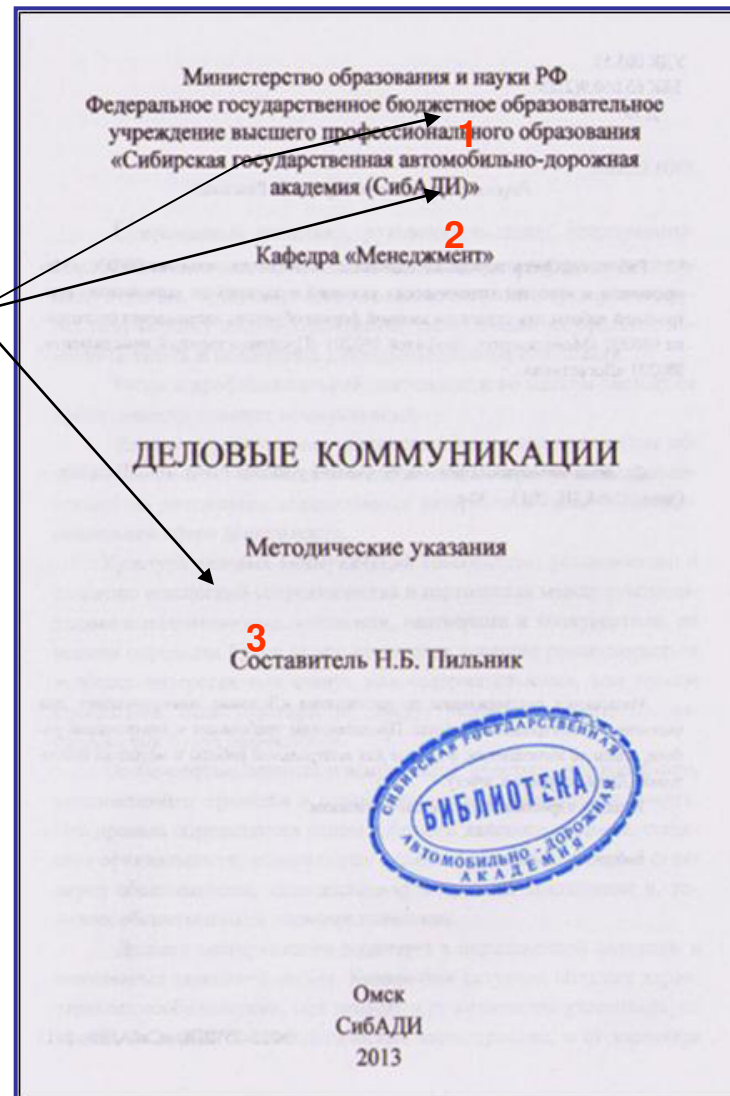 Министерство образования и науки РФ
Федеральное государственное бюджетное образовательное
учреждение высшего профессионального образования
1
«Сибирская государственная автомобильно-дорожная
академия (СибАДИ)»
2
Кафедра «Менеджмент»
ДЕЛОВЫЕ КОММУНИКАЦИИ
Методические указания
3
Составитель Н.Б. Пильник
СИБИРСКАЯ ГОСУДАРСТВЕННАЯ
БИБЛИОТЕКА
АВТОМОБИЛЬНО-ДОРОЖНАЯ
АКАДЕМИЯ
Омск
СибАДИ
2013